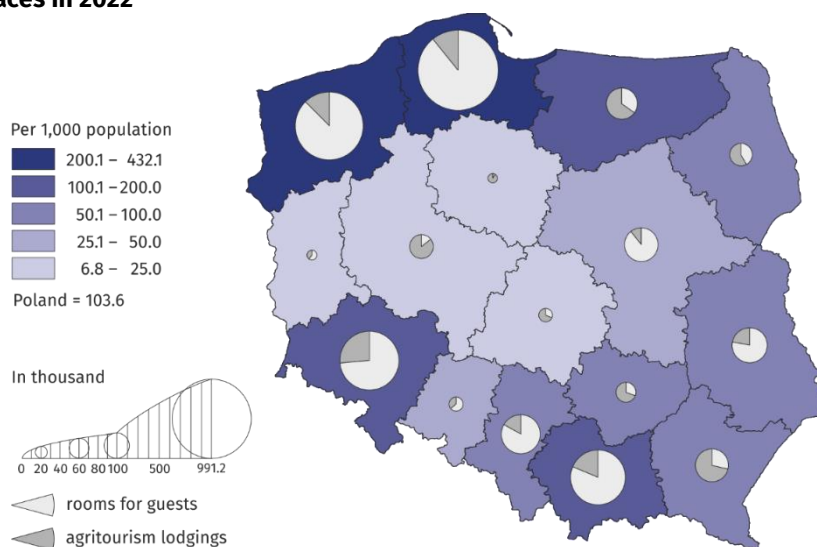 in 2022
Per 1,000 population
200.1 – 432.1
100.1 – 200.0
50.1 – 100.0
25.1 – 50.0
6.8 – 25.0
Poland = 103.6
In thousand
0 20 40 60 80 100 500 991.2
rooms for guests
agritourism lodgings